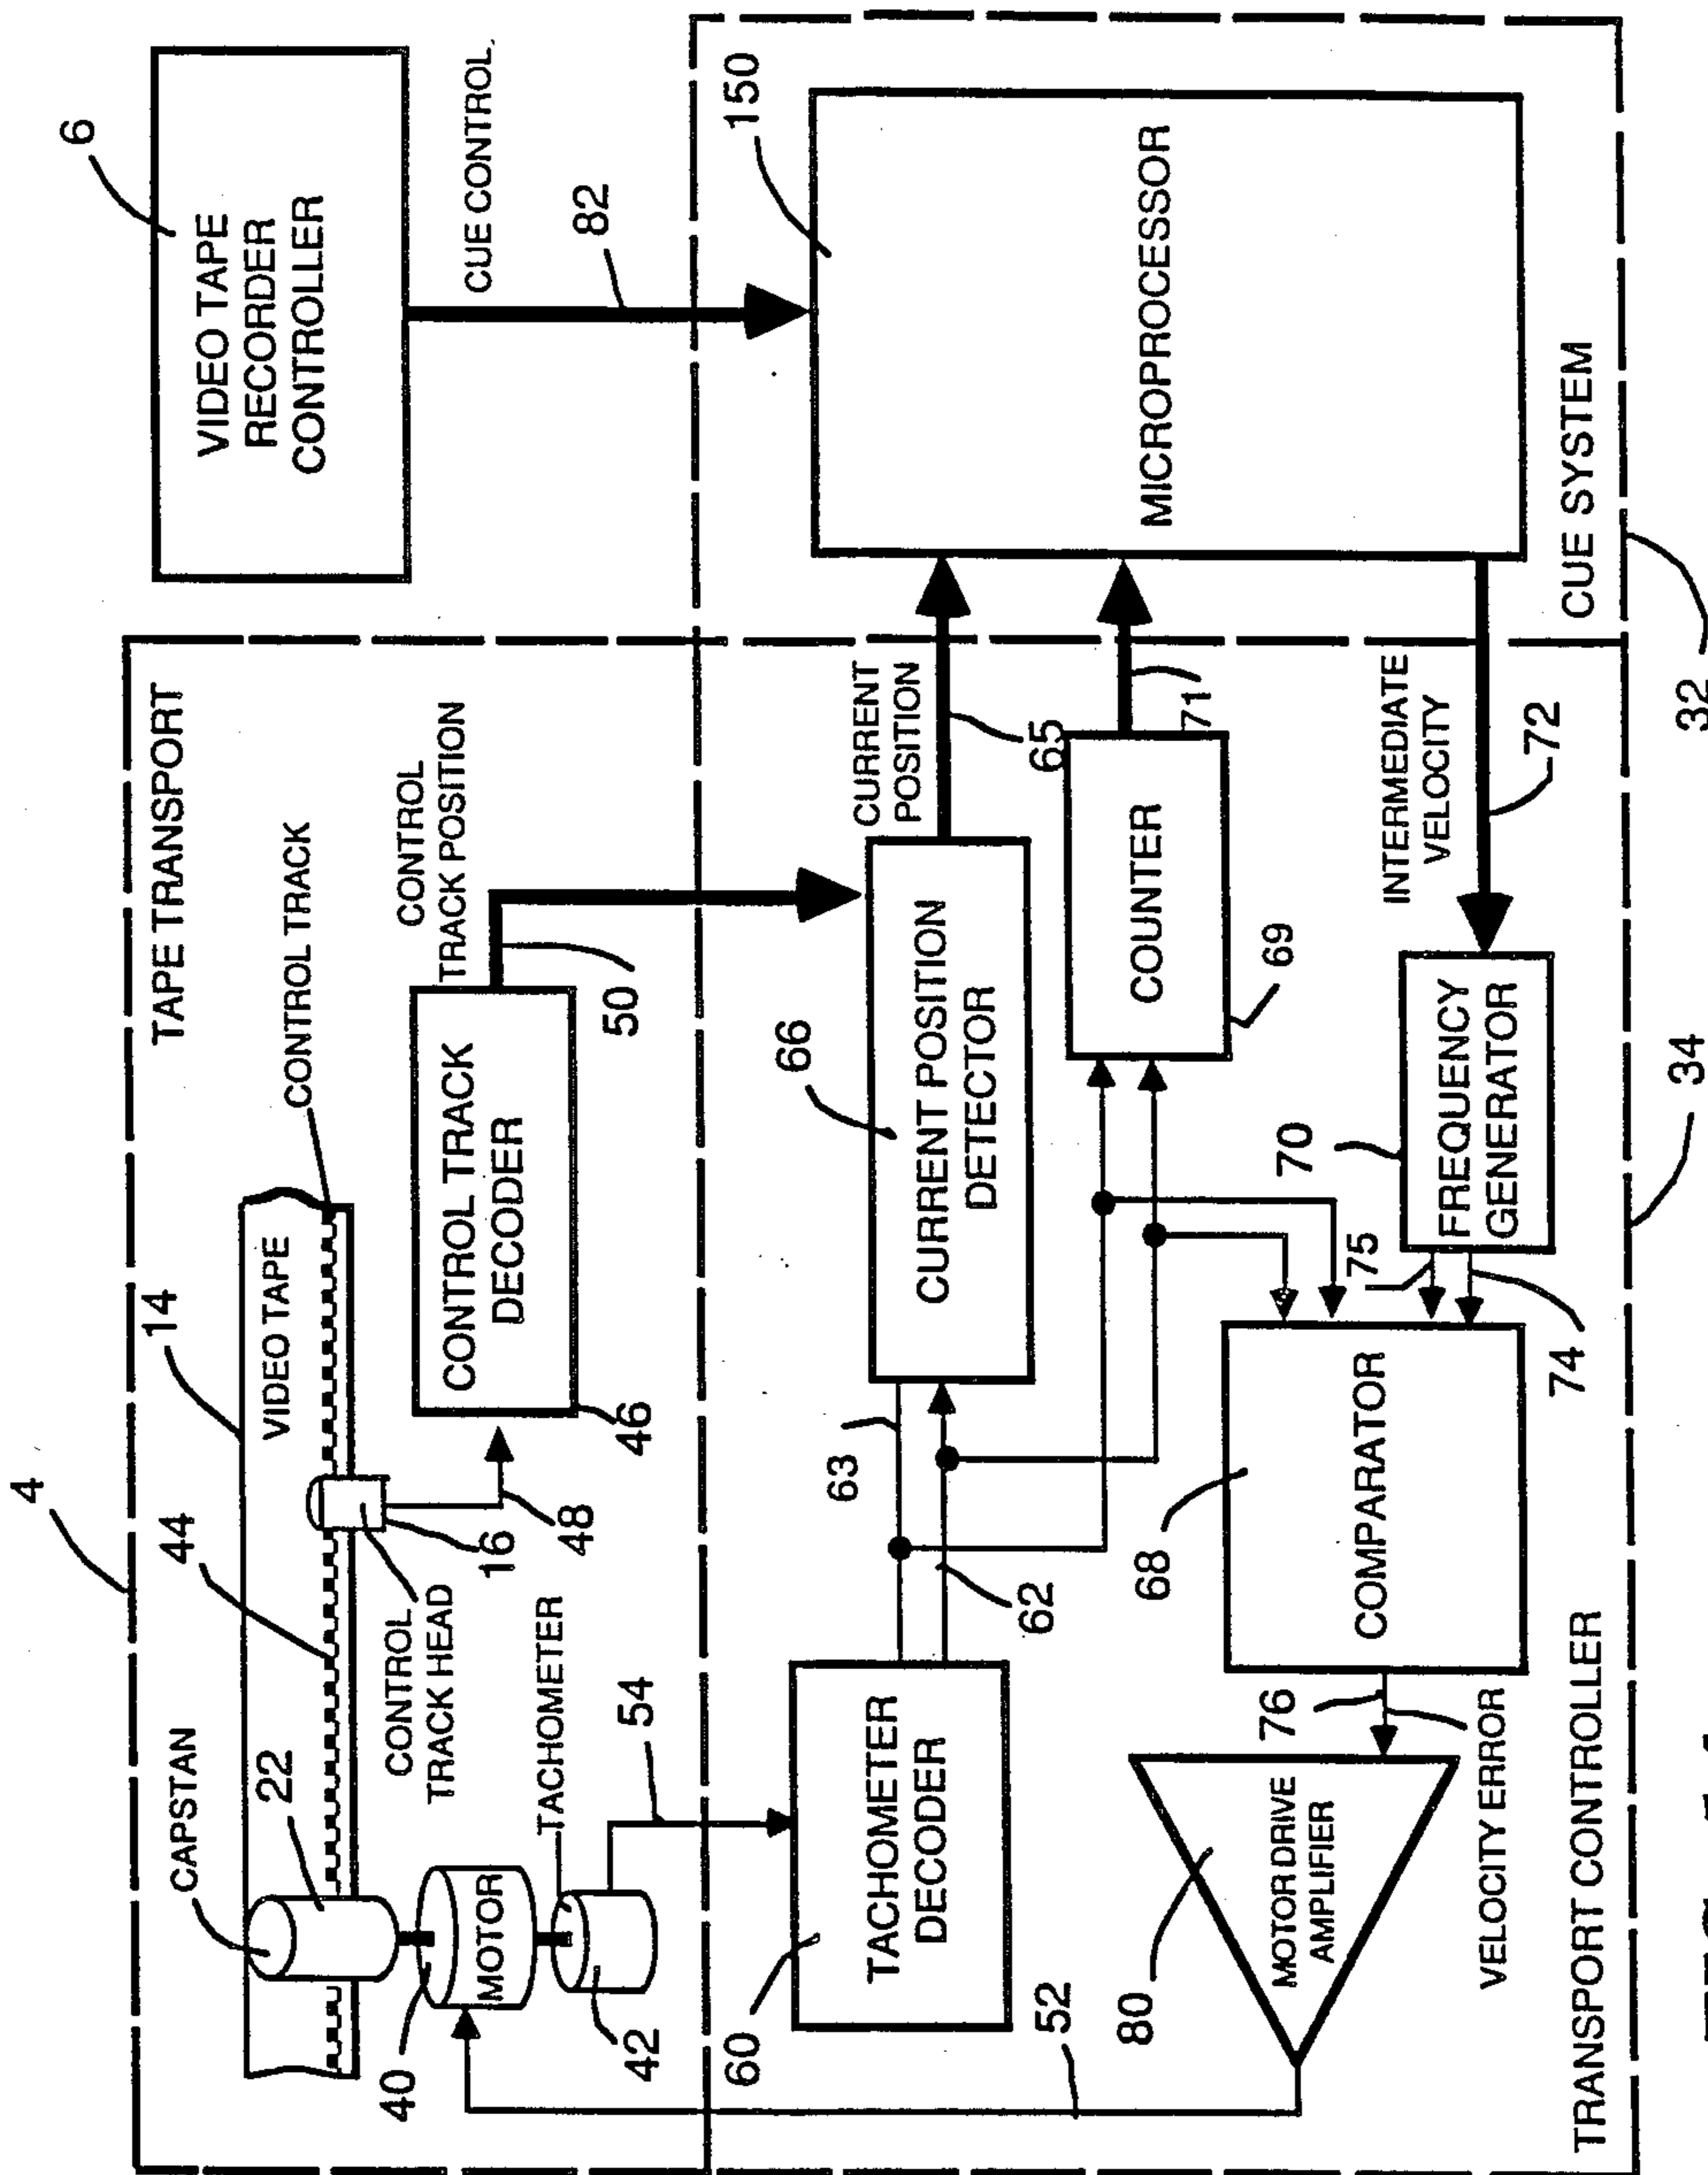 4
TAPE TRANSPORT
CAPSTAN
22
44
14
VIDEO TAPE
CONTROL TRACK
40
MOTOR
42
TACHOMETER
CONTROL
TRACK HEAD
16
48
CONTROL TRACK
DECODER
46
50
CONTROL
TRACK POSITION
6
VIDEO TAPE
RECORDER
CONTROLLER
CUE CONTROL
82
54
60
TACHOMETER
DECODER
63
62
66
CURRENT POSITION
DETECTOR
CURRENT
POSITION
65
COUNTER
69
71
150
MICROPROCESSOR
52
80
MOTOR DRIVE
AMPLIFIER
76
VELOCITY ERROR
68
COMPARATOR
75
74
70
FREQUENCY
GENERATOR
INTERMEDIATE
VELOCITY
72
CUE SYSTEM
TRANSPORT CONTROLLER
34
32